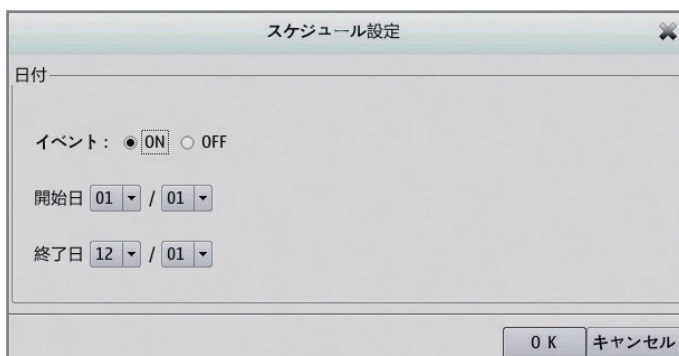 スケジュール設定
日付
イベント： ON OFF
開始日 01 / 01
終了日 12 / 01
OK キャンセル